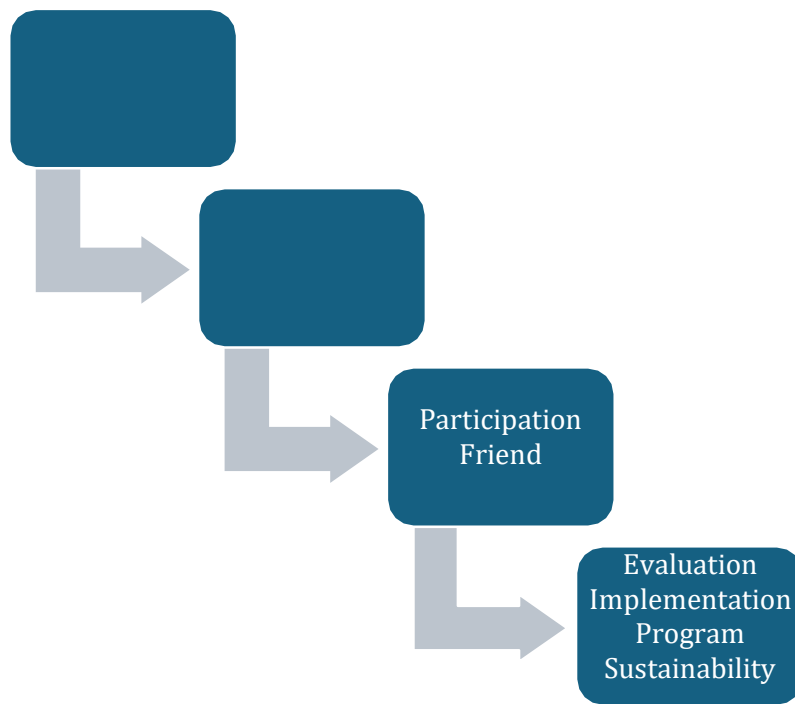 Participation
Friend
Evaluation
Implementation
Program
Sustainability